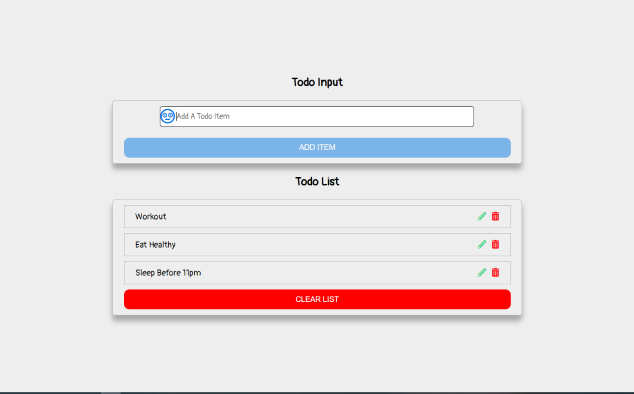 Todo Input
Add A Todo Item
ADD ITEM
Todo List
Workout
Eat Healthy
Sleep Before 11pm
CLEAR LIST